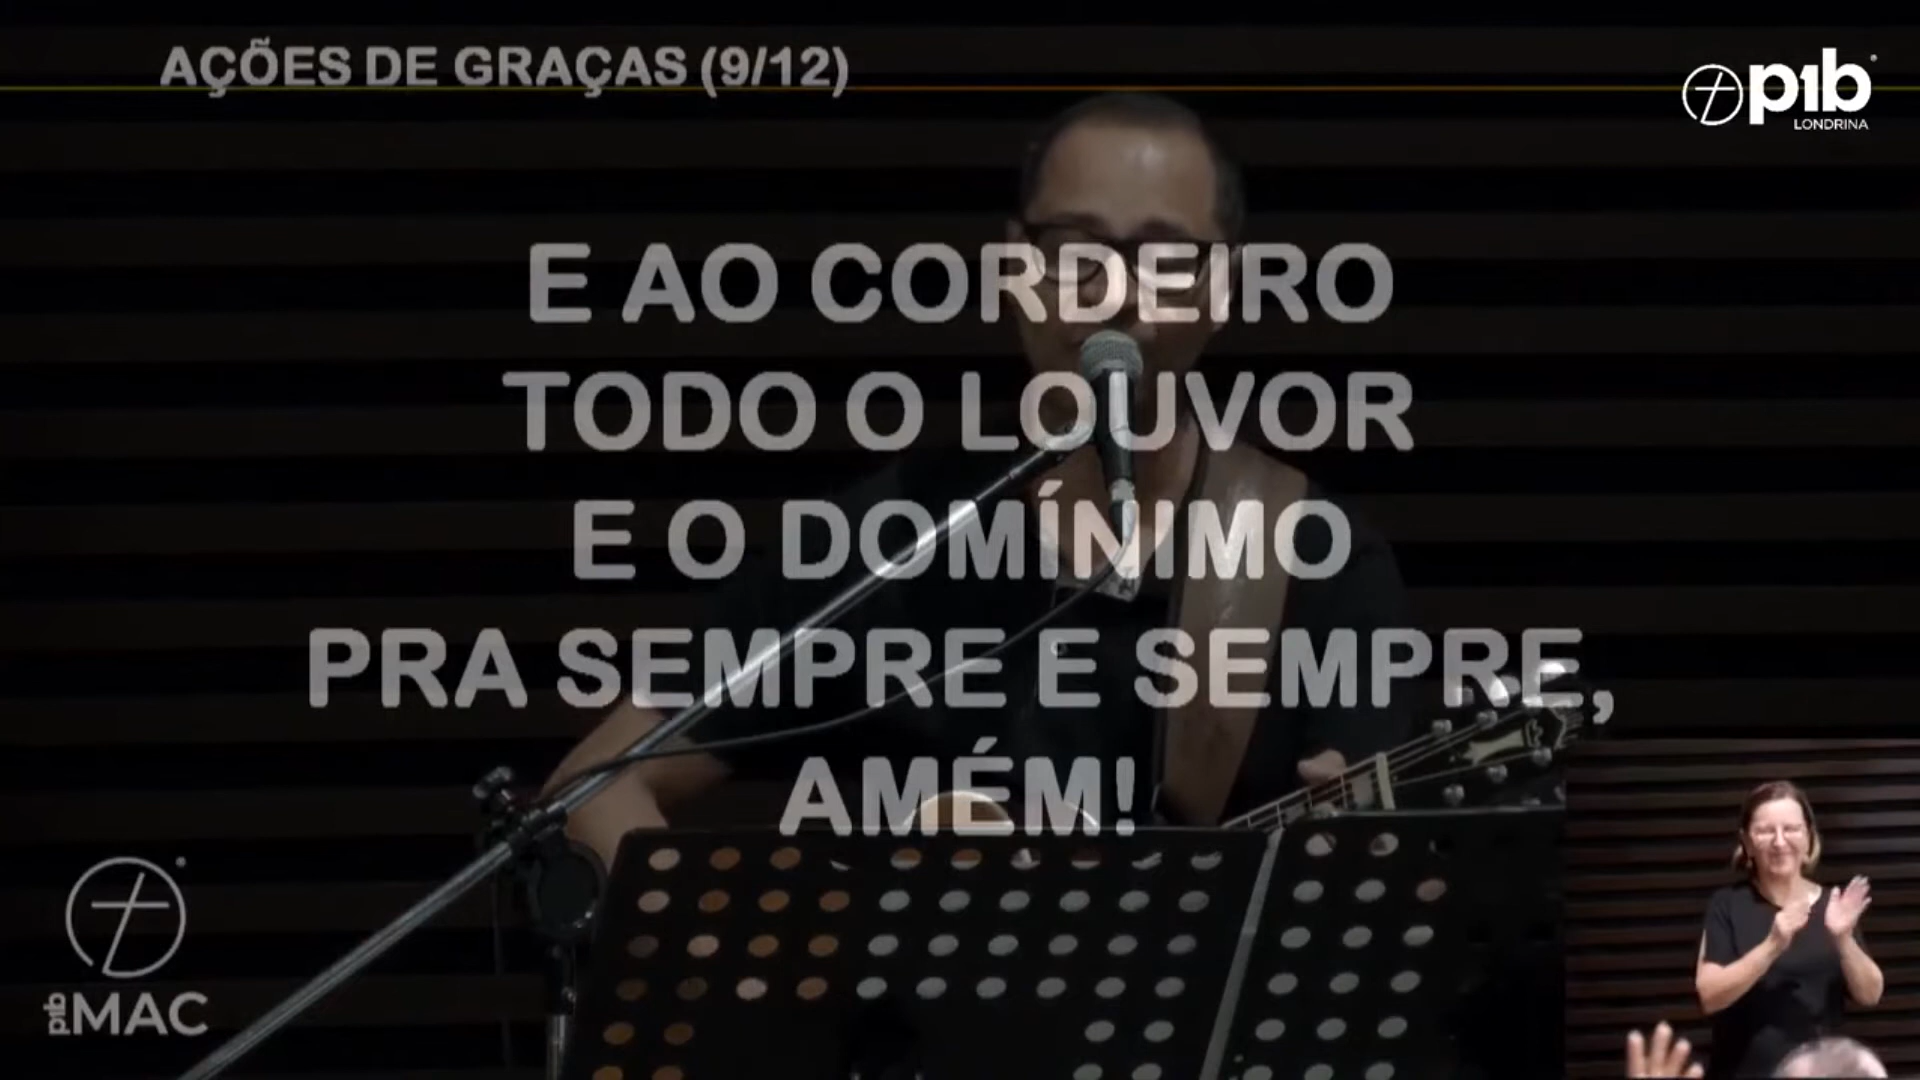 AÇÕES DE GRAÇAS (9/12)
pib
LONDRINA
E AO CORDEIRO
TODO O LOUVOR
E O DOMÍNIMO
PRA SEMPRE E SEMPRE,
AMÉM!
pib MAC